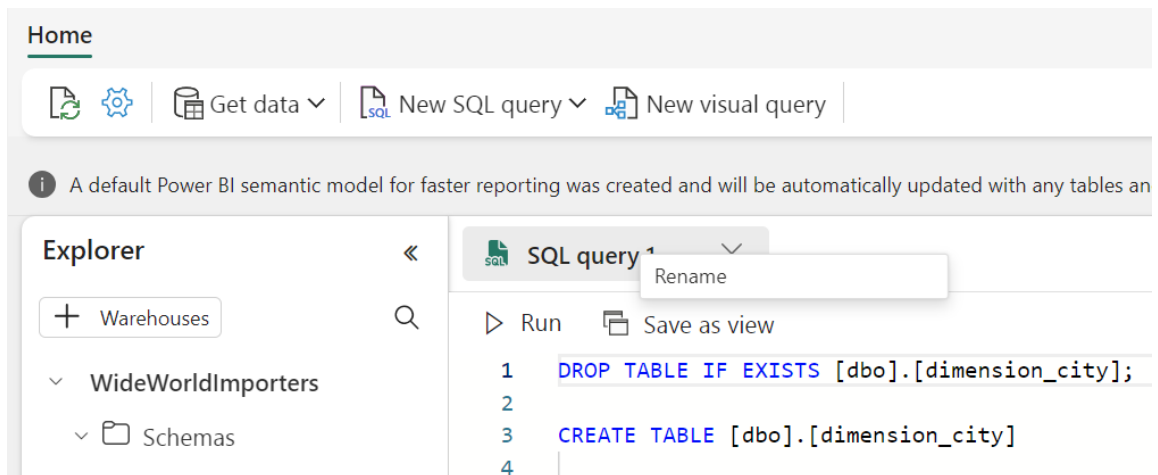 Home
SQL Get data New SQL query New visual query
i A default Power BI semantic model for faster reporting was created and will be automatically updated with any tables an
Explorer «
SQL SQL query 1
Rename
+ Warehouses
Run Save as view
WideWorldImporters
Schemas
1 DROP TABLE IF EXISTS [dbo].[dimension_city];
2
3 CREATE TABLE [dbo].[dimension_city]
4